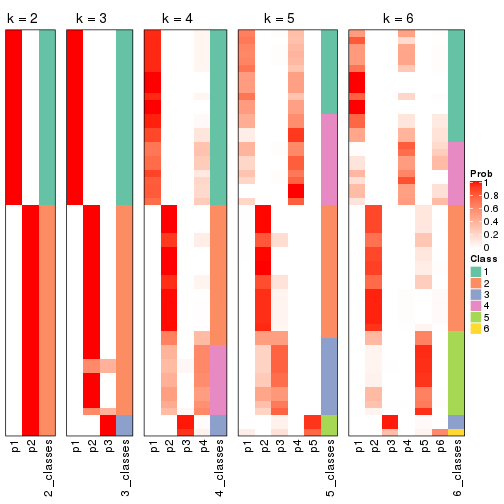 k = 2
k = 3
k = 4
k = 5
k = 6
Prob
1
0.8
0.6
0.4
0.2
0
Class
1
2
3
4
5
6
p1
p2
2_classes
p1
p2
p3
3_classes
p1
p2
p3
p4
4_classes
p1
p2
p3
p4
p5
5_classes
p1
p2
p3
p4
p5
p6
6_classes